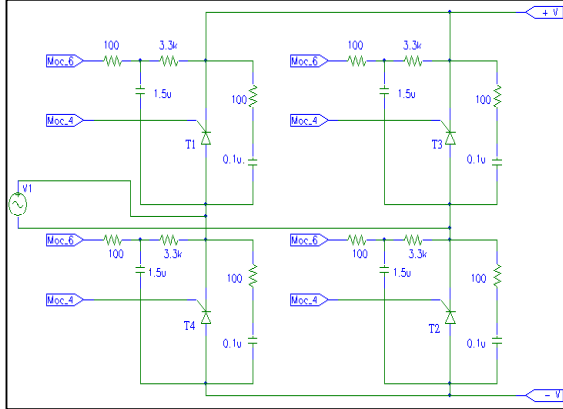 + V
100 3.3k 100 3.3k
Moc_6 Moc_6
1.5u 100 1.5u 100
Moc_4 Moc_4
T1 T3
0.1u. 0.1u
V1
Moc_6 Moc_6
100 3.3k 100 3.3k
1.5u 100 1.5u 100
Moc_4 Moc_4
T4 T2
0.1u 0.1u
- V